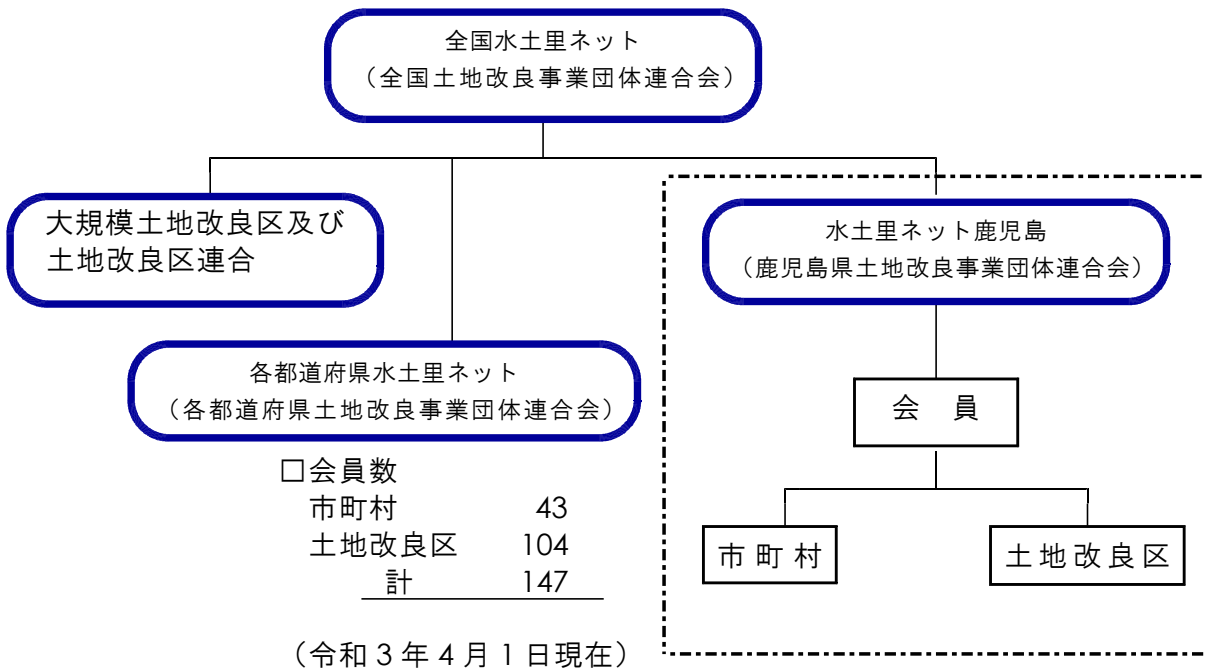 全国水土里ネット
（全国土地改良事業団体連合会）
大規模土地改良区及び
土地改良区連合
水土里ネット鹿児島
（鹿児島県土地改良事業団体連合会）
各都道府県水土里ネット
（各都道府県土地改良事業団体連合会）
会　員
□会員数
市町村 43
土地改良区 104
計 147
市町村
土地改良区
（令和３年４月１日現在）